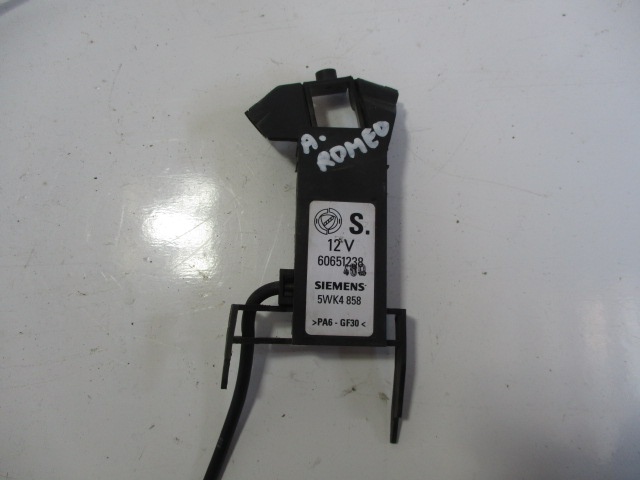 A.
ROMEO
S.
12 V
60651238
SIEMENS
5WK4 858
>PA6 - GF30<